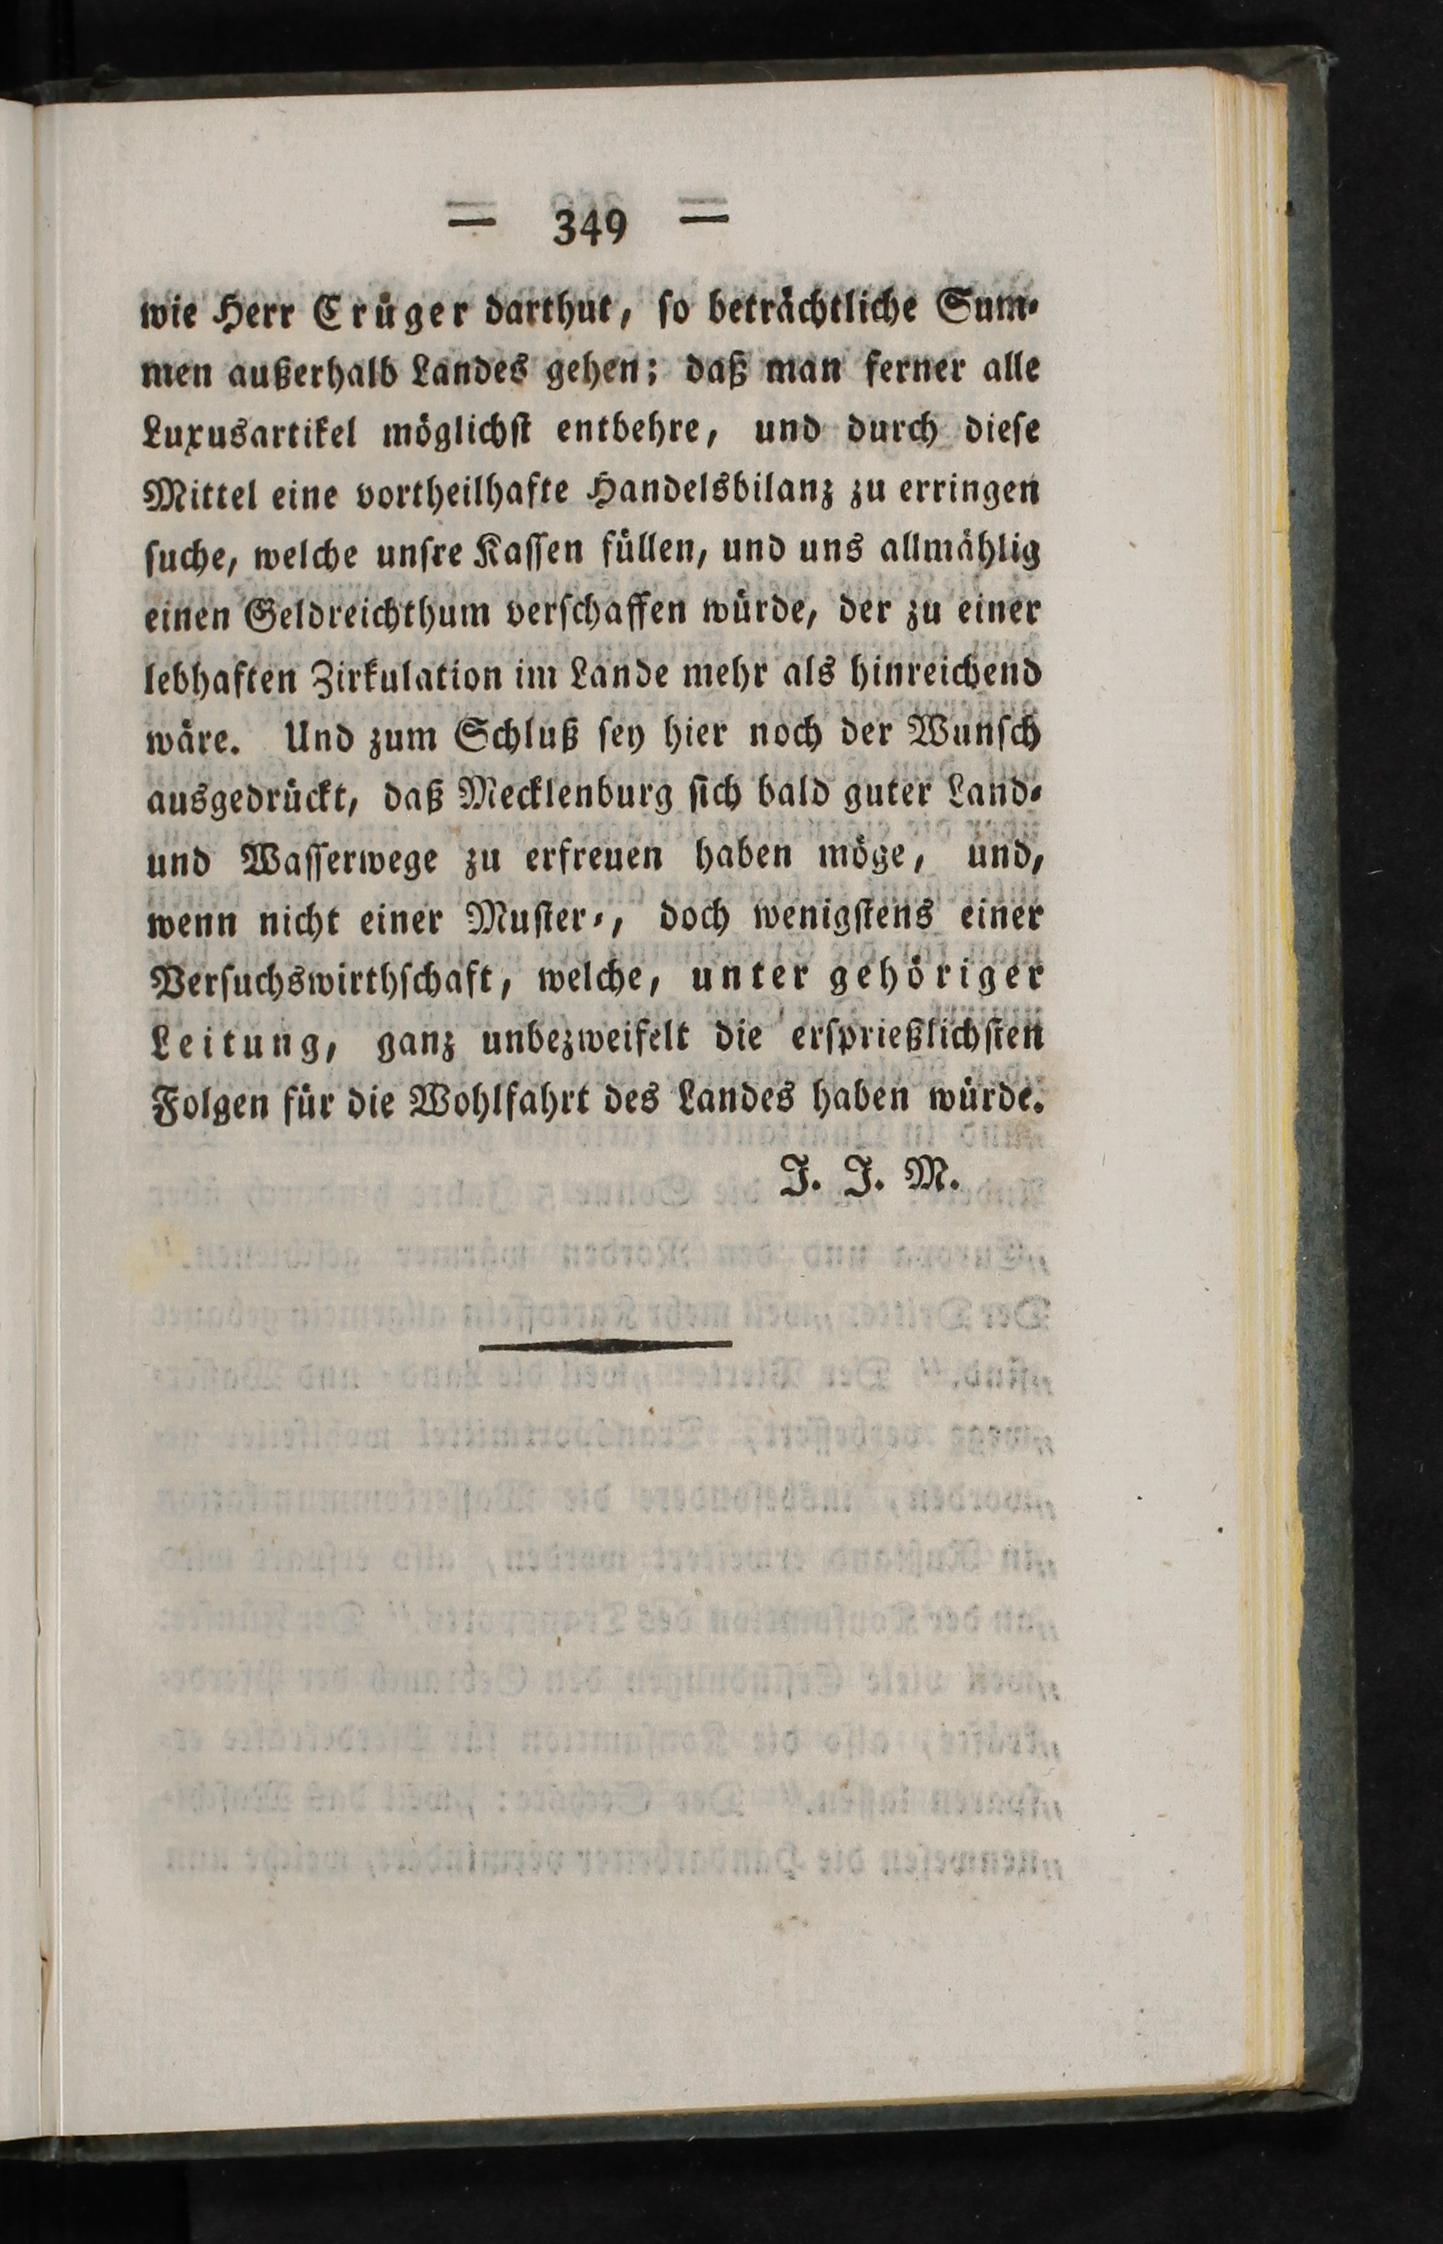 — 349 —
wie Herr Crüger darthut, ſo beträchtliche Sum-
men außerhalb Landes gehen; daß man ferner alle
Luxusartikel möglichſt entbehre, und durch dieſe
Mittel eine vortheilhafte Handelsbilanz zu erringen
ſuche, welche unſre Kaſſen füllen, und uns allmählig
einen Geldreichthum verſchaffen würde, der zu einer
lebhaften Zirkulation im Lande mehr als hinreichend
wäre. Und zum Schluß ſey hier noch der Wunſch
ausgedrückt, daß Mecklenburg ſich bald guter Land-
und Waſſerwege zu erfreuen haben möge, und,
wenn nicht einer Muſter-, doch wenigſtens einer
Verſuchswirthſchaft, welche, unter gehöriger
Leitung, ganz unbezweifelt die erſprießlichſten
Folgen für die Wohlfahrt des Landes haben würde.
J. J. M.